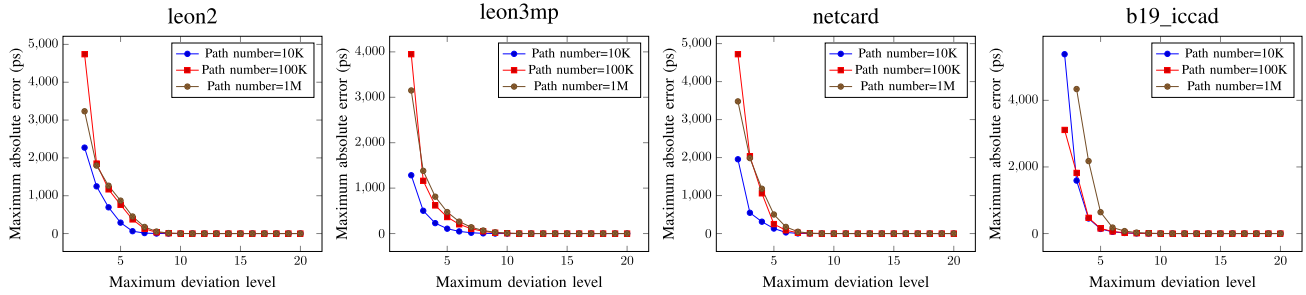 leon2
Maximum absolute error (ps)
5,000
4,000
3,000
2,000
1,000
0
5
10
15
20
Maximum deviation level
Path number=10K
Path number=100K
Path number=1M
leon3mp
Maximum absolute error (ps)
4,000
3,000
2,000
1,000
0
5
10
15
20
Maximum deviation level
Path number=10K
Path number=100K
Path number=1M
netcard
Maximum absolute error (ps)
5,000
4,000
3,000
2,000
1,000
0
5
10
15
20
Maximum deviation level
Path number=10K
Path number=100K
Path number=1M
b19_iccad
Maximum absolute error (ps)
4,000
2,000
0
5
10
15
20
Maximum deviation level
Path number=10K
Path number=100K
Path number=1M